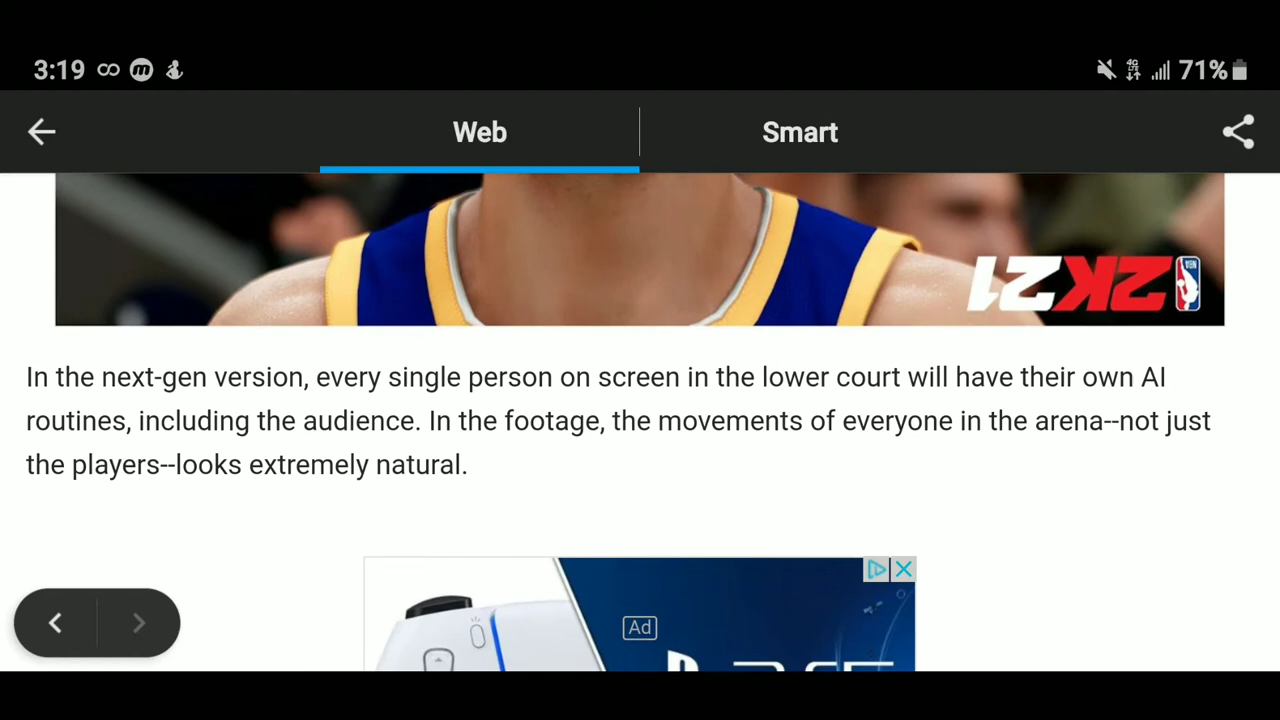 3:19
71%
Web
Smart
NBA 2K21
In the next-gen version, every single person on screen in the lower court will have their own AI
routines, including the audience. In the footage, the movements of everyone in the arena--not just
the players--looks extremely natural.
Ad